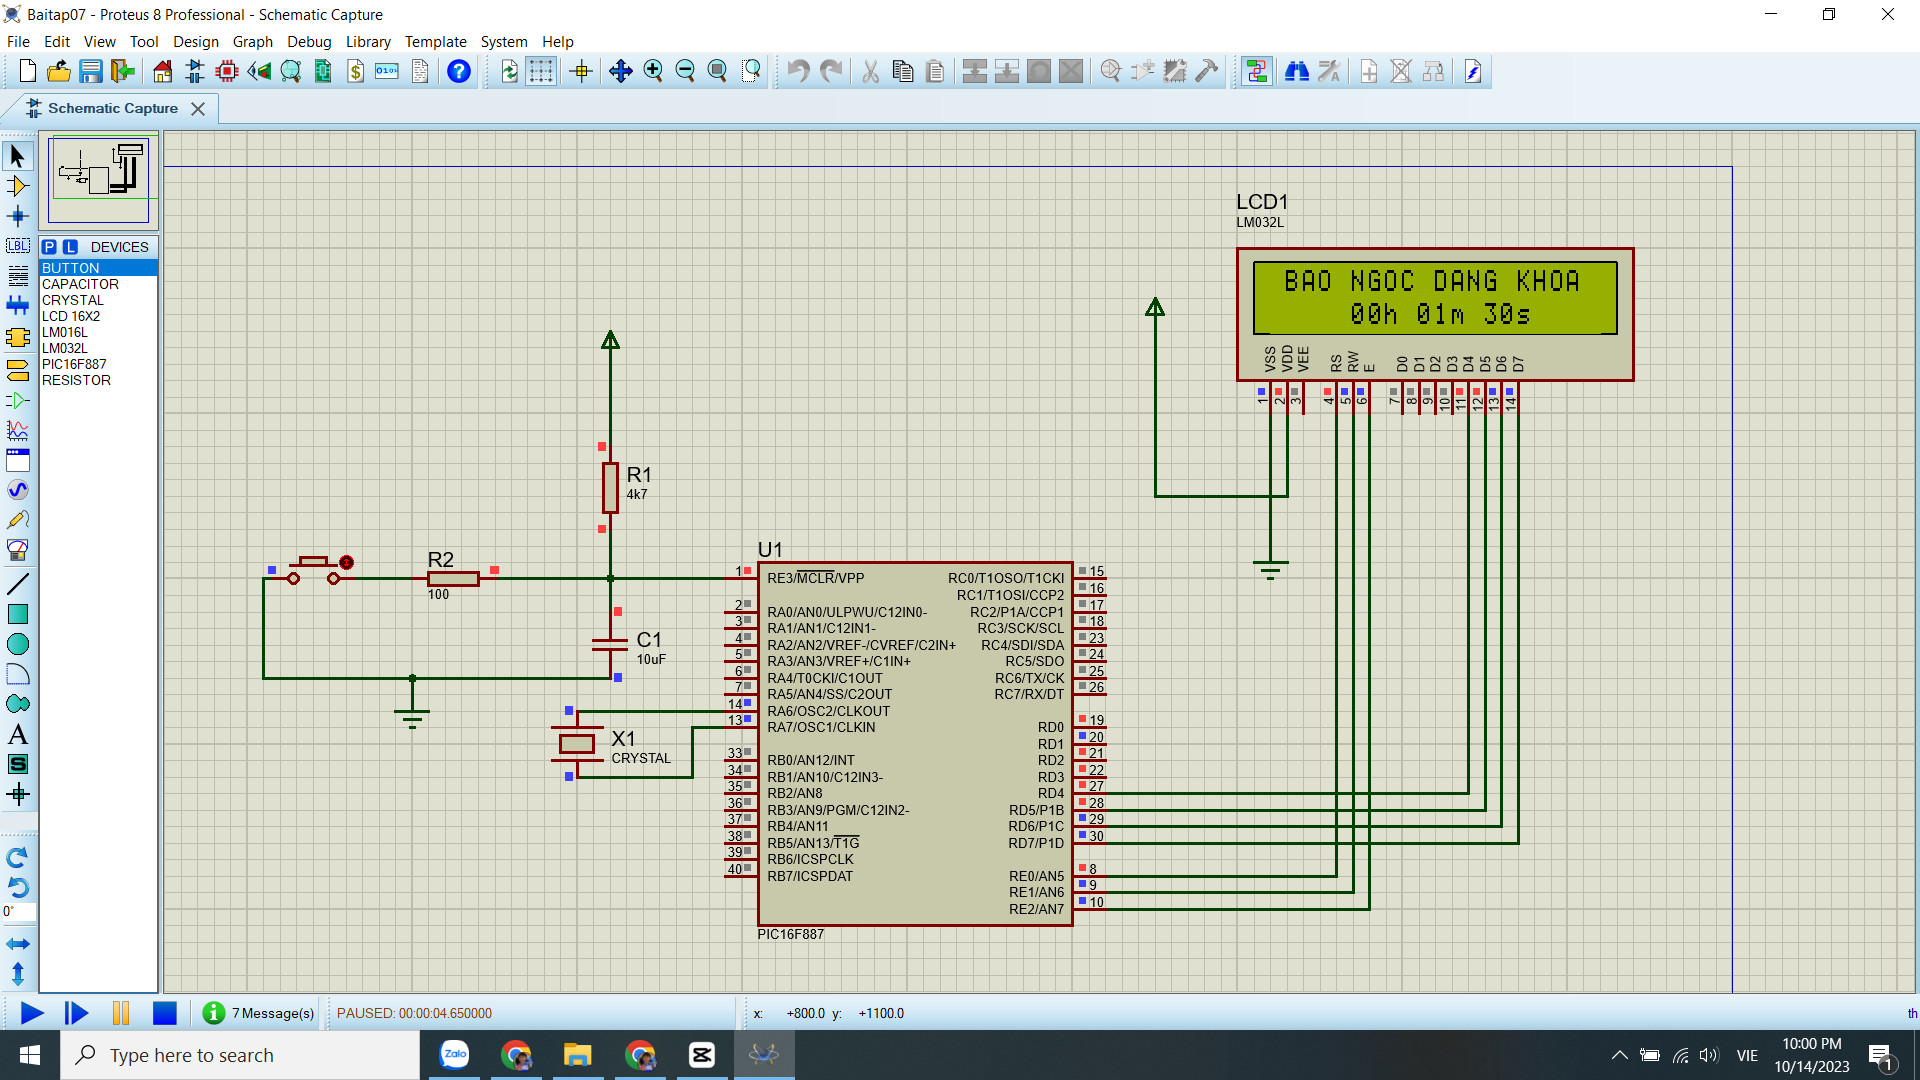 Baitap07 - Proteus 8 Professional - Schematic Capture
File Edit View Tool Design Graph Debug Library Template System Help
Schematic Capture
P L DEVICES
BUTTON
CAPACITOR
CRYSTAL
LCD 16X2
LM016L
LM032L
PIC16F887
RESISTOR
LBL
A
S
0°
LCD1
LM032L
BAO NGOC DANG KHOA
00h 01m 30s
VSS VDD VEE RS RW E D0 D1 D2 D3 D4 D5 D6 D7
1 2 3 4 5 6 7 8 9 10 11 12 13 14
R1
4k7
R2
100
C1
10uF
X1
CRYSTAL
U1
1 RE3/MCLR/VPP
2 RA0/AN0/ULPWU/C12IN0-
3 RA1/AN1/C12IN1-
4 RA2/AN2/VREF-/CVREF/C2IN+
5 RA3/AN3/VREF+/C1IN+
6 RA4/T0CKI/C1OUT
7 RA5/AN4/SS/C2OUT
14 RA6/OSC2/CLKOUT
13 RA7/OSC1/CLKIN
33 RB0/AN12/INT
34 RB1/AN10/C12IN3-
35 RB2/AN8
36 RB3/AN9/PGM/C12IN2-
37 RB4/AN11
38 RB5/AN13/T1G
39 RB6/ICSPCLK
40 RB7/ICSPDAT
RC0/T1OSO/T1CKI 15
RC1/T1OSI/CCP2 16
RC2/P1A/CCP1 17
RC3/SCK/SCL 18
RC4/SDI/SDA 23
RC5/SDO 24
RC6/TX/CK 25
RC7/RX/DT 26
RD0 19
RD1 20
RD2 21
RD3 22
RD4 27
RD5/P1B 28
RD6/P1C 29
RD7/P1D 30
RE0/AN5 8
RE1/AN6 9
RE2/AN7 10
PIC16F887
7 Message(s) PAUSED: 00:00:04.650000 x: +800.0 y: +1100.0 th
Type here to search
Zalo
VIE
10:00 PM
10/14/2023
1